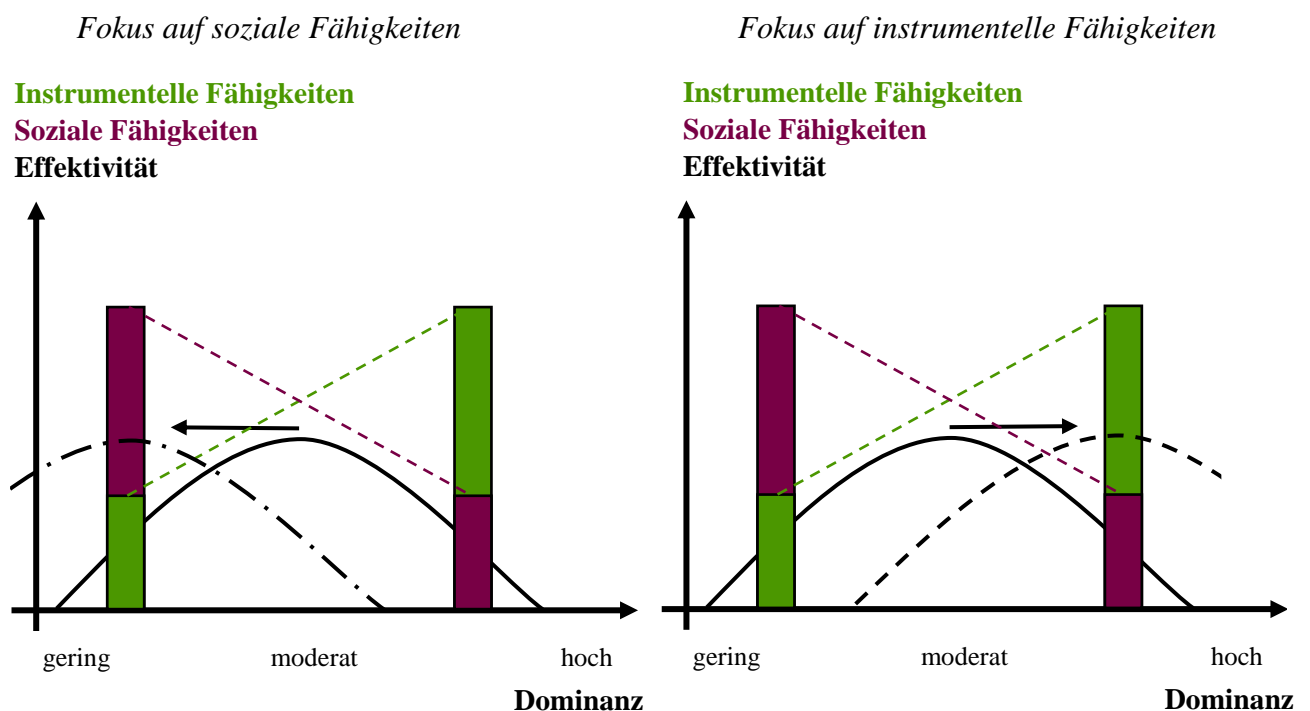 Fokus auf soziale Fähigkeiten
Instrumentelle Fähigkeiten
Soziale Fähigkeiten
Effektivität
gering moderat hoch
Dominanz
Fokus auf instrumentelle Fähigkeiten
Instrumentelle Fähigkeiten
Soziale Fähigkeiten
Effektivität
gering moderat hoch
Dominanz